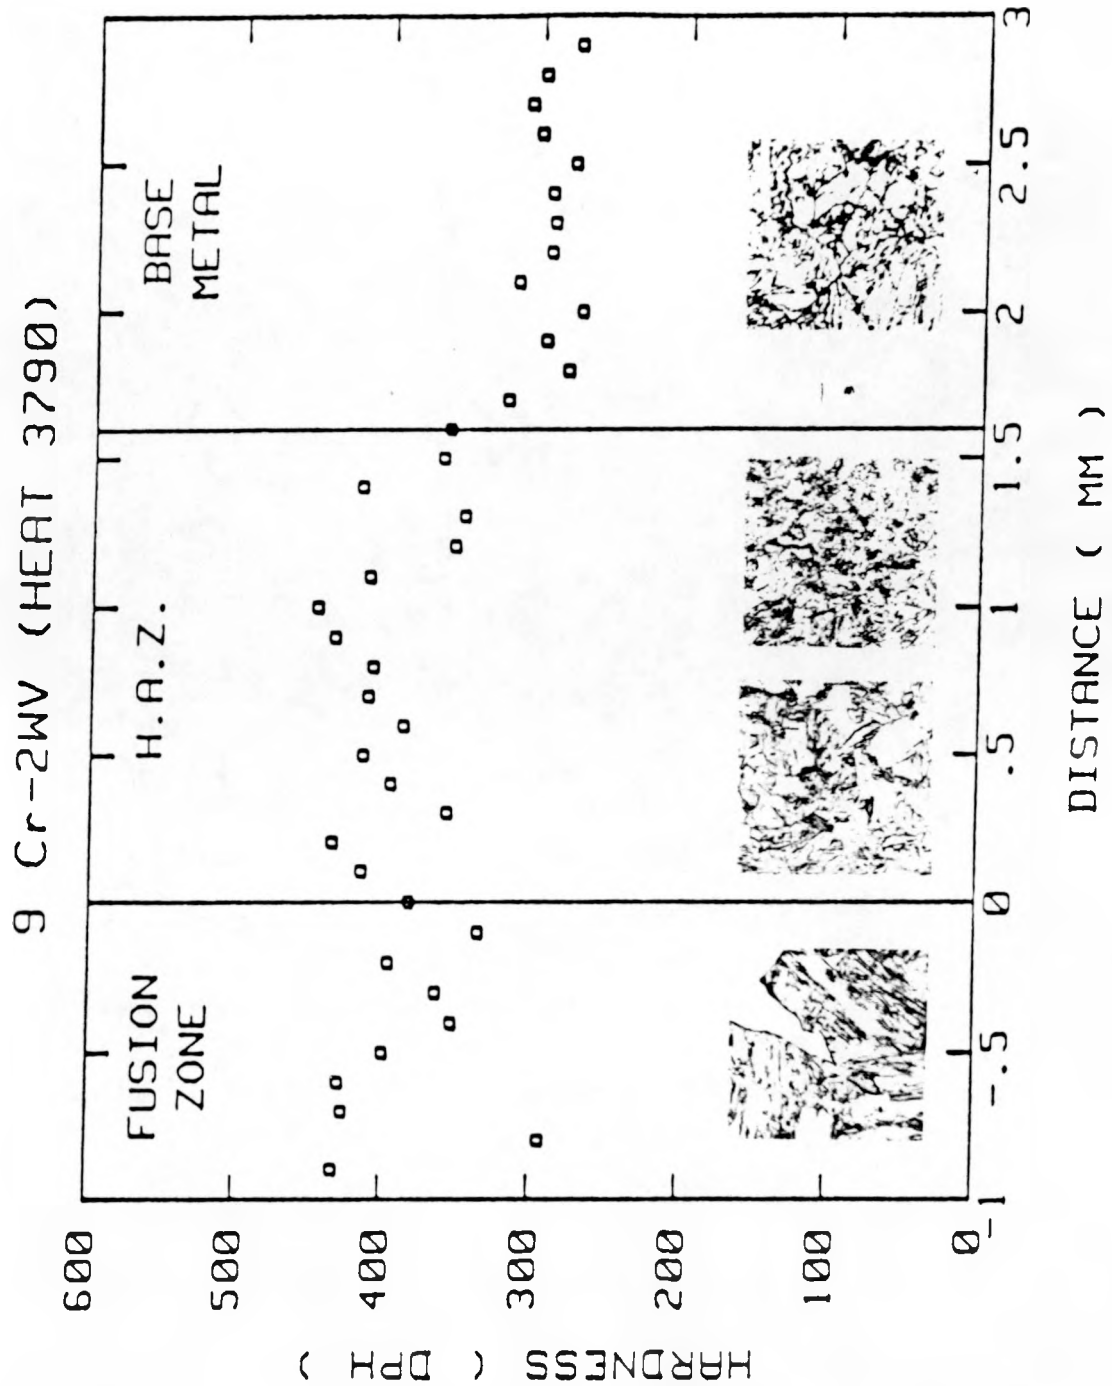 9 Cr-2WV (HEAT 3790)
FUSION
ZONE
H.A.Z.
BASE
METAL
HARDNESS ( DPH )
600
500
400
300
200
100
0
-1
-.5
0
.5
1
1.5
2
2.5
3
DISTANCE ( MM )